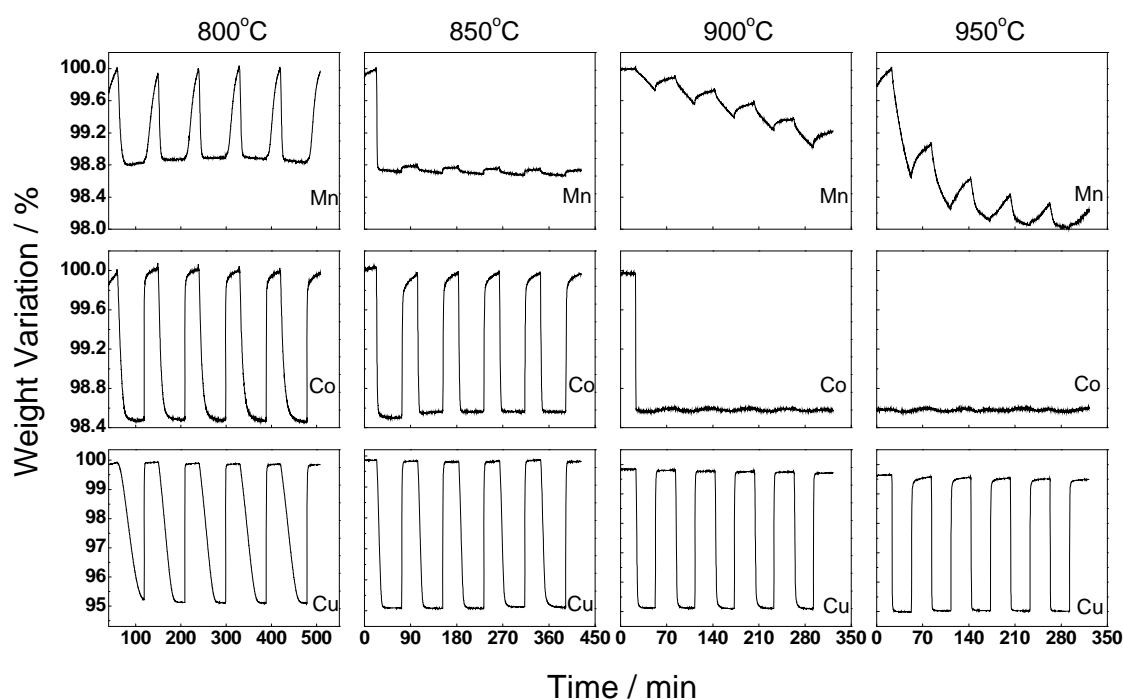 800°C 850°C 900°C 950°C
Weight Variation / %
100.0
99.6
99.2
98.8
98.4
98.0
Mn Mn Mn Mn
100.0
99.6
99.2
98.8
98.4
Co Co Co Co
100
99
98
97
96
95
Cu Cu Cu Cu
100 200 300 400 500 0 90 180 270 360 450 0 70 140 210 280 350 0 70 140 210 280 350
Time / min